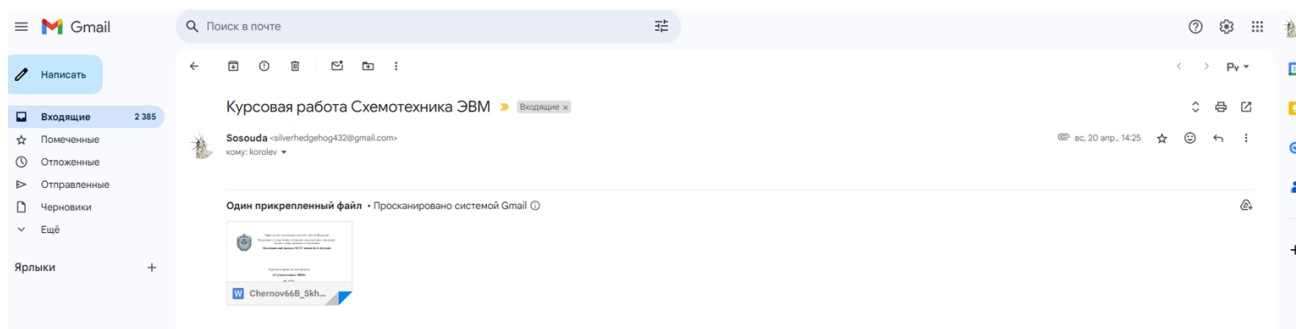 Gmail
Поиск в почте
Написать
Входящие 2 385
Помеченные
Отложенные
Отправленные
Черновики
Ещё
Ярлыки
Ру
Курсовая работа Схемотехника ЭВМ Входящие ×
Sosouda <silverhedgehog432@gmail.com>
вс, 20 апр., 14:25
кому: korolev
Один прикрепленный файл • Просканировано системой Gmail
W Chernov66B_Skh...